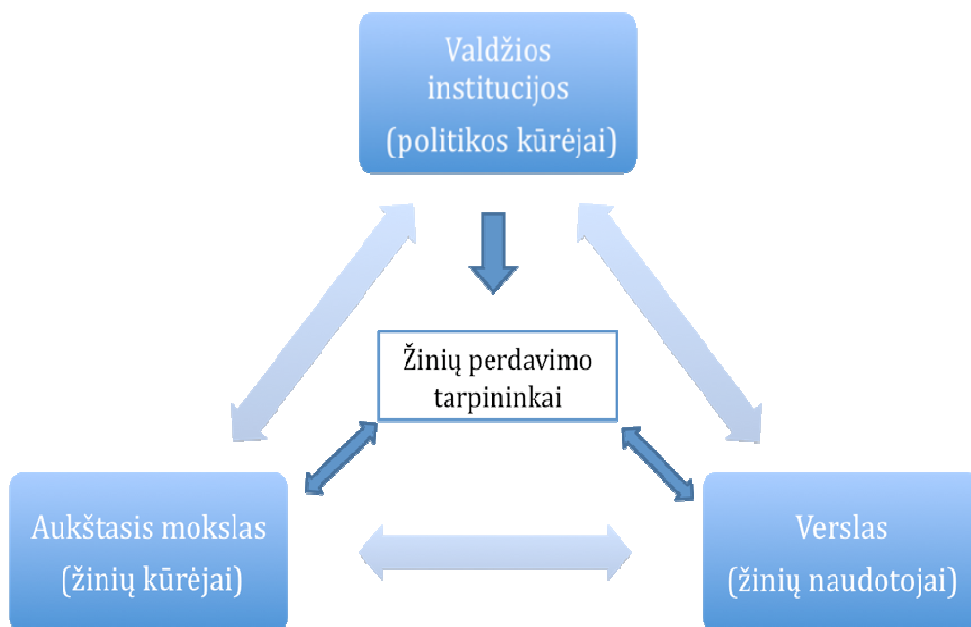 Valdžios
institucijos
(politikos kūrėjai)
Žinių perdavimo
tarpininkai
Aukštasis mokslas
(žinių kūrėjai)
Verslas
(žinių naudotojai)